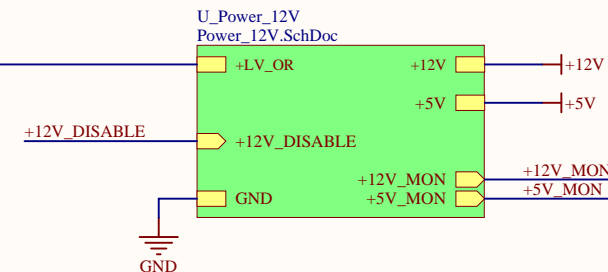 U_Power_12V
Power_12V.SchDoc
+LV_OR
+12V
+12V
+5V
+5V
+12V_DISABLE
+12V_DISABLE
+12V_MON
+12V_MON
GND
+5V_MON
+5V_MON
GND